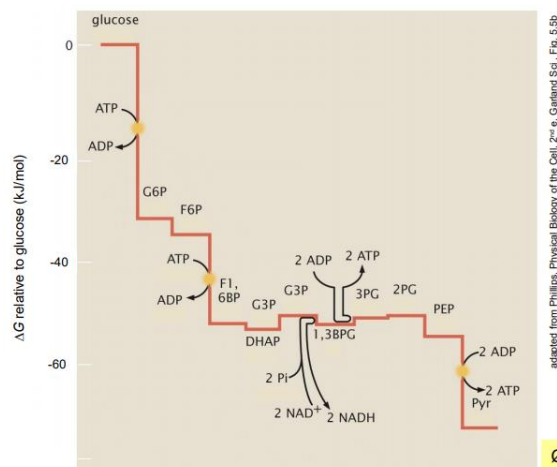 glucose
0
ATP
ADP
-20
G6P
F6P
ATP
ADP
F1,
6BP
-40
2 ADP
2 ATP
G3P
G3P
3PG
2PG
PEP
DHAP
1,3BPG
-60
2 Pi
2 NAD+
2 NADH
2 ADP
2 ATP
Pyr
ΔG relative to glucose (kJ/mol)
adapted from Phillips, Physical Biology of the Cell, 2nd e. Garland Sci., Fig. 5.5b